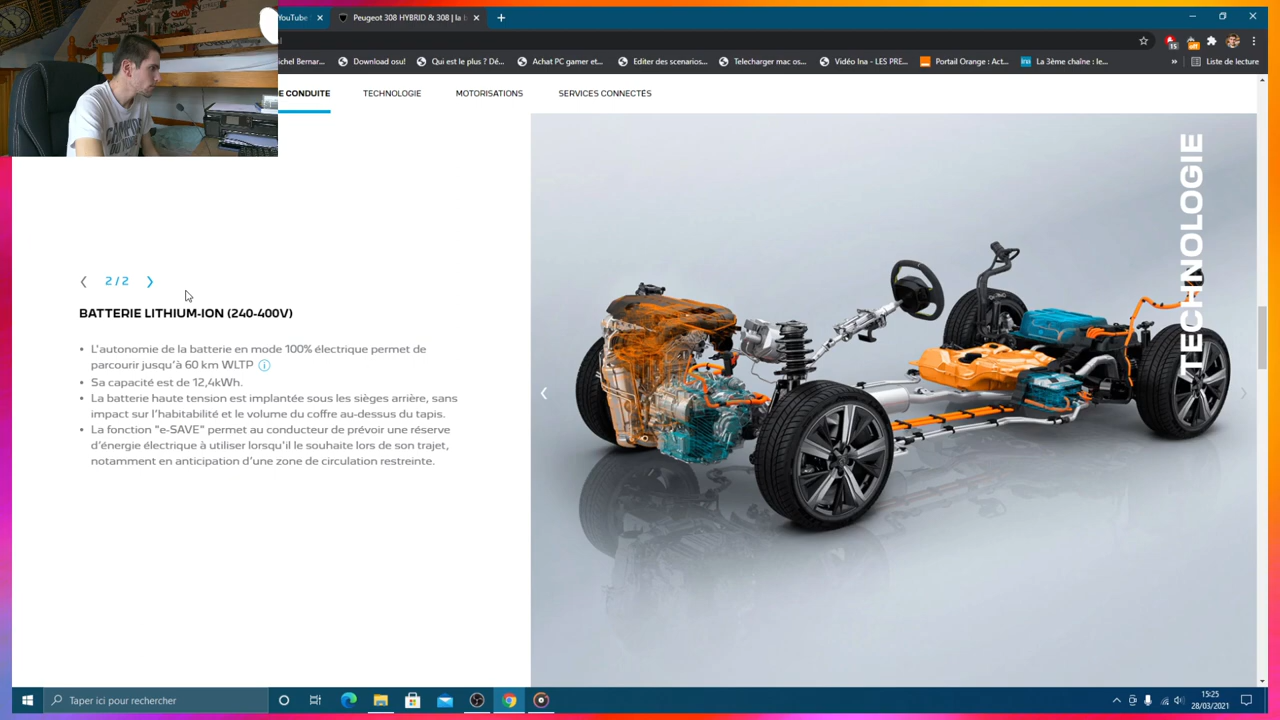 YouTube
Peugeot 308 HYBRID & 308 | la
ichel Bernar...
Download osu!
Qui est le plus ? Dé...
Achat PC gamer et...
Editer des scenarios...
Telecharger mac os...
Vidéo Ina - LES PRE...
Portail Orange : Act...
ina
La 3ème chaîne : le...
»
Liste de lecture
15
off
E CONDUITE
TECHNOLOGIE
MOTORISATIONS
SERVICES CONNECTÉS
TECHNOLOGIE
2 / 2
BATTERIE LITHIUM-ION (240-400V)
• L'autonomie de la batterie en mode 100% électrique permet de
parcourir jusqu'à 60 km WLTP
• Sa capacité est de 12,4kWh.
• La batterie haute tension est implantée sous les sièges arrière, sans
impact sur l'habitabilité et le volume du coffre au-dessus du tapis.
• La fonction "e-SAVE" permet au conducteur de prévoir une réserve
d'énergie électrique à utiliser lorsqu'il le souhaite lors de son trajet,
notamment en anticipation d'une zone de circulation restreinte.
Taper ici pour rechercher
15:25
28/03/2021